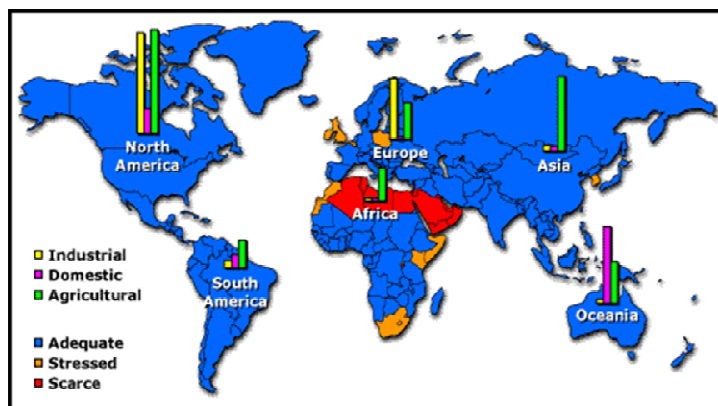 North
America
Europe
Asia
Africa
Industrial
Domestic
Agricultural
South
America
Oceania
Adequate
Stressed
Scarce